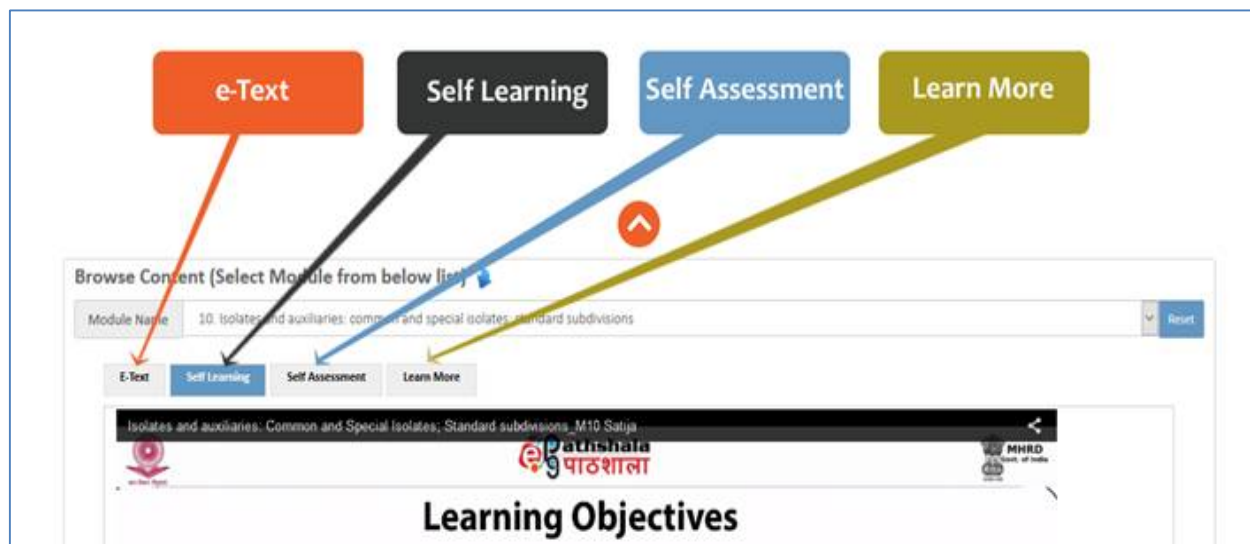 e-Text
Self Learning
Self Assessment
Learn More
Browse Content (Select Module from below list)
Module Name
10. Isolates and auxiliaries: common and special isolates; standard subdivisions
Reset
E-Text
Self Learning
Self Assessment
Learn More
Isolates and auxiliaries: Common and Special Isolates; Standard subdivisions_M10 Satija
ePathshala
पाठशाला
MHRD
Govt. of India
Learning Objectives